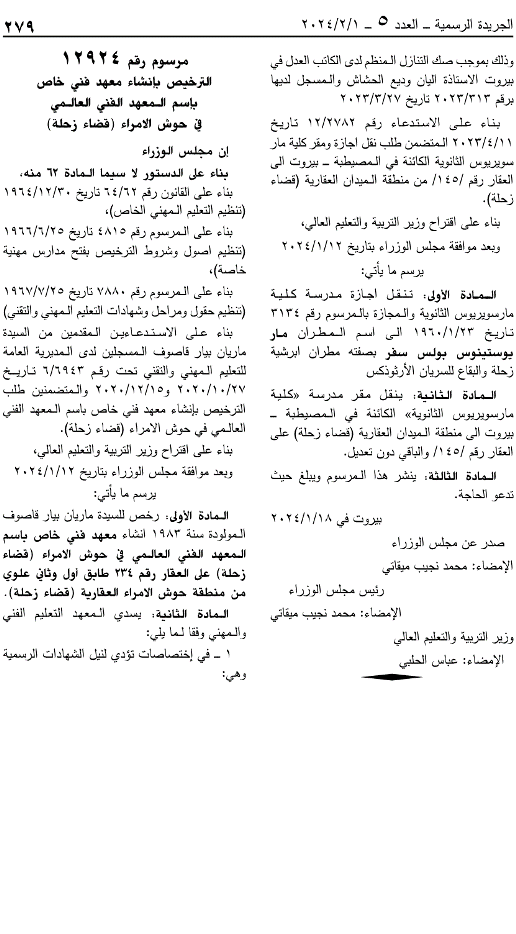 الجريدة الرسمية ــ العدد ٥ ــ ٢٠٢٤/٢/١
٢٧٩
وذلك بموجب صك التنازل المنظم لدى الكاتب العدل في
بيروت الاستاذة اليان وديع الحشاش والمسجل لديها
برقم ٢٠٢٣/٣١٣ تاريخ ٢٠٢٣/٣/٢٧
بناء على الاستدعاء رقم ١٢/٢٧٨٢ تاريخ
٢٠٢٣/٤/١١ المتضمن طلب نقل اجازة ومقر كلية مار
سويريوس الثانوية الكائنة في المصيطبة ــ بيروت الى
العقار رقم /١٤٥/ من منطقة الميدان العقارية (قضاء
زحلة).
بناء على اقتراح وزير التربية والتعليم العالي،
وبعد موافقة مجلس الوزراء بتاريخ ٢٠٢٤/١/١٢
يرسم ما يأتي:
المادة الأولى: تنقل اجازة مدرسة كلية
مارسويريوس الثانوية والمجازة بالمرسوم رقم ٣١٣٤
تاريخ ١٩٦٠/١/٢٣ الى اسم المطران مار
يوستينوس بولس سفر بصفته مطران ابرشية
زحلة والبقاع للسريان الأرثوذكس
المادة الثانية: ينقل مقر مدرسة «كلية
مارسويريوس الثانوية» الكائنة في المصيطبة ــ
بيروت الى منطقة الميدان العقارية (قضاء زحلة) على
العقار رقم /١٤٥/ والباقي دون تعديل.
المادة الثالثة: ينشر هذا المرسوم ويبلغ حيث
تدعو الحاجة.
بيروت في ٢٠٢٤/١/١٨
صدر عن مجلس الوزراء
الإمضاء: محمد نجيب ميقاتي
رئيس مجلس الوزراء
الإمضاء: محمد نجيب ميقاتي
وزير التربية والتعليم العالي
الإمضاء: عباس الحلبي
مرسوم رقم ١٢٩٢٤
الترخيص بإنشاء معهد فني خاص
بإسم المعهد الفني العالمي
في حوش الامراء (قضاء زحلة)
إن مجلس الوزراء
بناء على الدستور لا سيما المادة ٦٢ منه،
بناء على القانون رقم ٦٤/٦٢ تاريخ ١٩٦٤/١٢/٣٠
(تنظيم التعليم المهني الخاص)،
بناء على المرسوم رقم ٤٨١٥ تاريخ ١٩٦٦/٦/٢٥
(تنظيم اصول وشروط الترخيص بفتح مدارس مهنية
خاصة)،
بناء على المرسوم رقم ٧٨٨٠ تاريخ ١٩٦٧/٧/٢٥
(تنظيم حقول ومراحل وشهادات التعليم المهني والتقني)
بناء على الاستدعاءين المقدمين من السيدة
ماريان بيار قاصوف المسجلين لدى المديرية العامة
للتعليم المهني والتقني تحت رقم ٦/٦٩٤٣ تاريخ
٢٠٢٠/١٠/٢٧ و٢٠٢٠/١٢/١٥ والمتضمنين طلب
الترخيص بإنشاء معهد فني خاص باسم المعهد الفني
العالمي في حوش الامراء (قضاء زحلة).
بناء على اقتراح وزير التربية والتعليم العالي،
وبعد موافقة مجلس الوزراء بتاريخ ٢٠٢٤/١/١٢
يرسم ما يأتي:
المادة الأولى: رخص للسيدة ماريان بيار قاصوف
المولودة سنة ١٩٨٣ انشاء معهد فني خاص باسم
المعهد الفني العالمي في حوش الامراء (قضاء
زحلة) على العقار رقم ٢٣٤ طابق أول وثاني علوي
من منطقة حوش الامراء العقارية (قضاء زحلة).
المادة الثانية: يسدي المعهد التعليم الفني
والمهني وفقا لما يلي:
١ ــ في إختصاصات تؤدي لنيل الشهادات الرسمية
وهي: